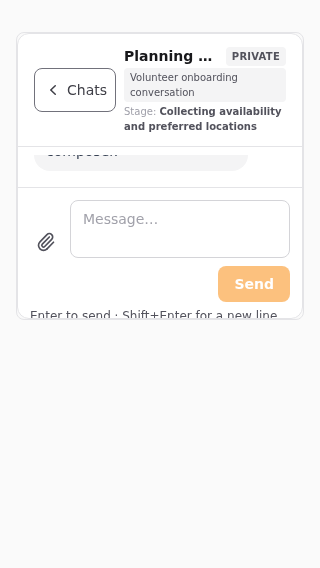 Chats
Planning ...
PRIVATE
Volunteer onboarding
conversation
Stage: Collecting availability
and preferred locations
Message...
Send
Enter to send · Shift+Enter for a new line